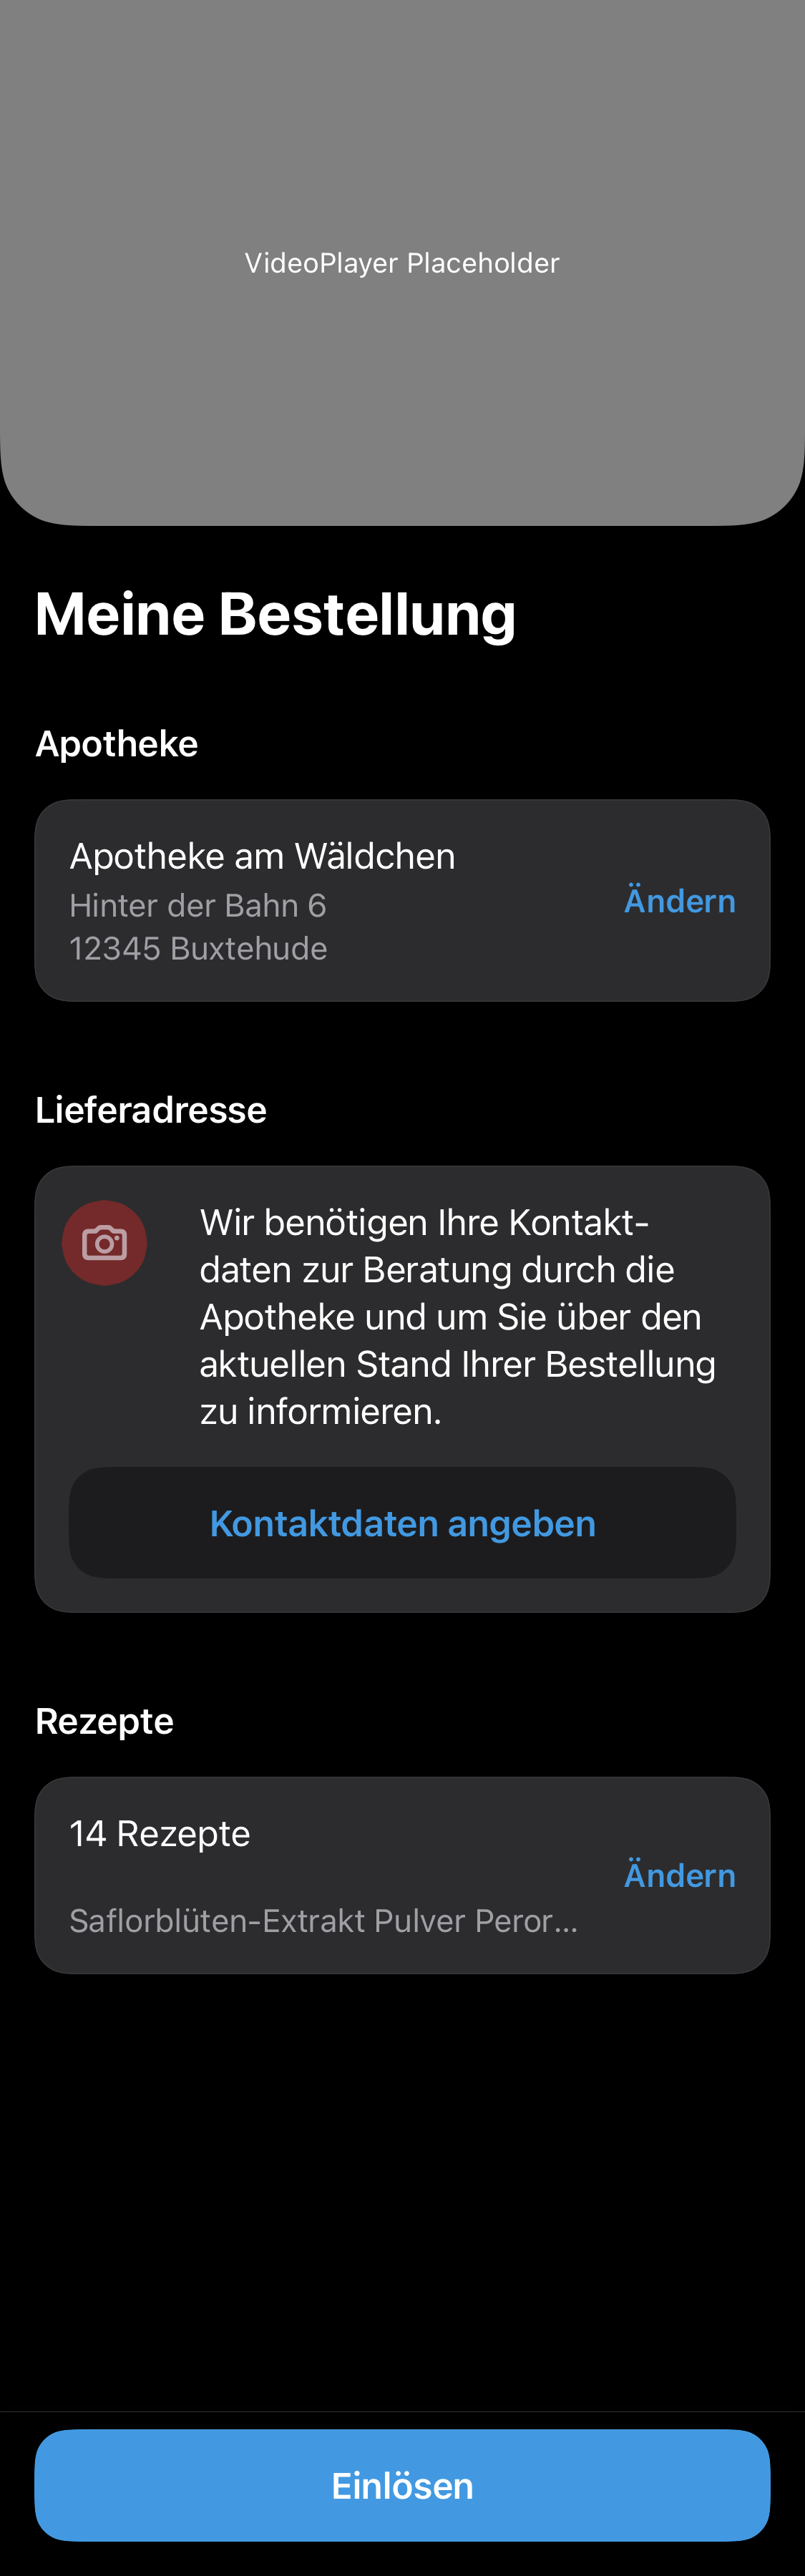 VideoPlayer Placeholder
Meine Bestellung
Apotheke
Apotheke am Wäldchen
Hinter der Bahn 6
12345 Buxtehude
Ändern
Lieferadresse
Wir benötigen Ihre Kontakt-
daten zur Beratung durch die
Apotheke und um Sie über den
aktuellen Stand Ihrer Bestellung
zu informieren.
Kontaktdaten angeben
Rezepte
14 Rezepte
Ändern
Saflorblüten-Extrakt Pulver Peror...
Einlösen